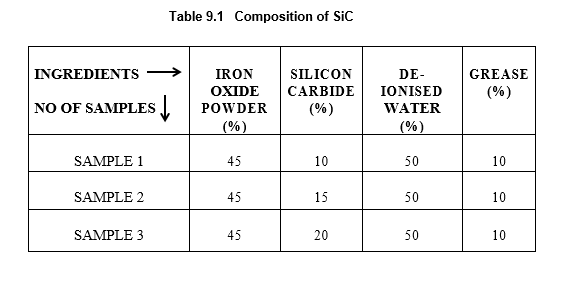 Table 9.1 Composition of SiC
INGREDIENTS
NO OF SAMPLES
IRON
OXIDE
POWDER
(%)
SILICON
CARBIDE
(%)
DE-
IONISED
WATER
(%)
GREASE
(%)
SAMPLE 1 45 10 50 10
SAMPLE 2 45 15 50 10
SAMPLE 3 45 20 50 10